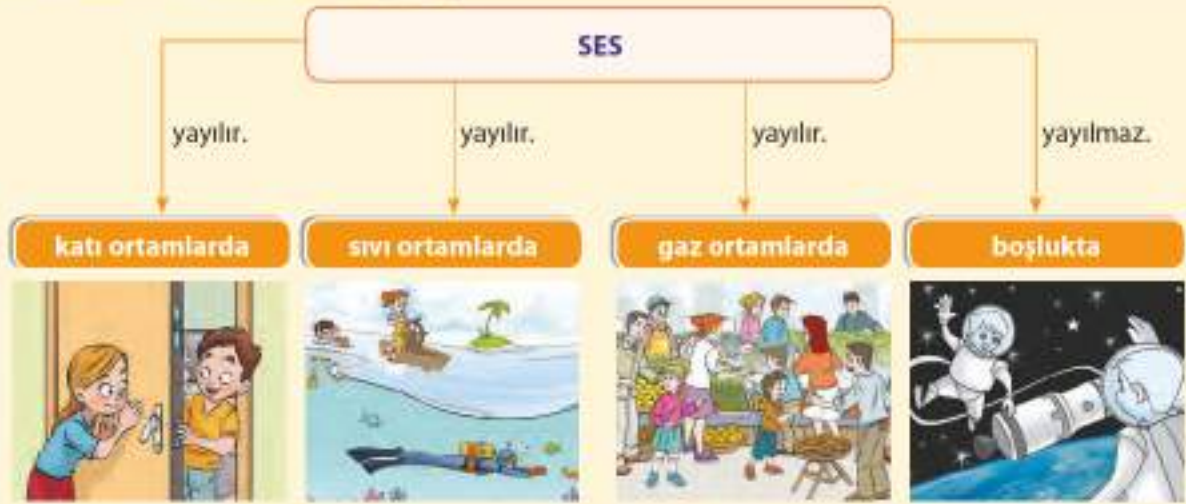 SES
yayılır. yayılır. yayılır. yayılmaz.
katı ortamlarda sıvı ortamlarda gaz ortamlarda boşlukta